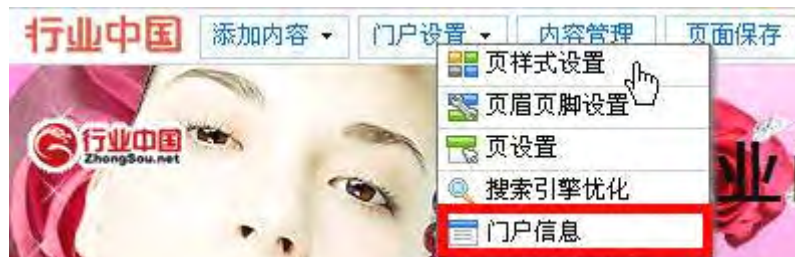 行业中国 添加内容 门户设置 内容管理 页面保存
页样式设置
页眉页脚设置
行业中国
ZhongSou.net
页设置
业
搜索引擎优化
门户信息